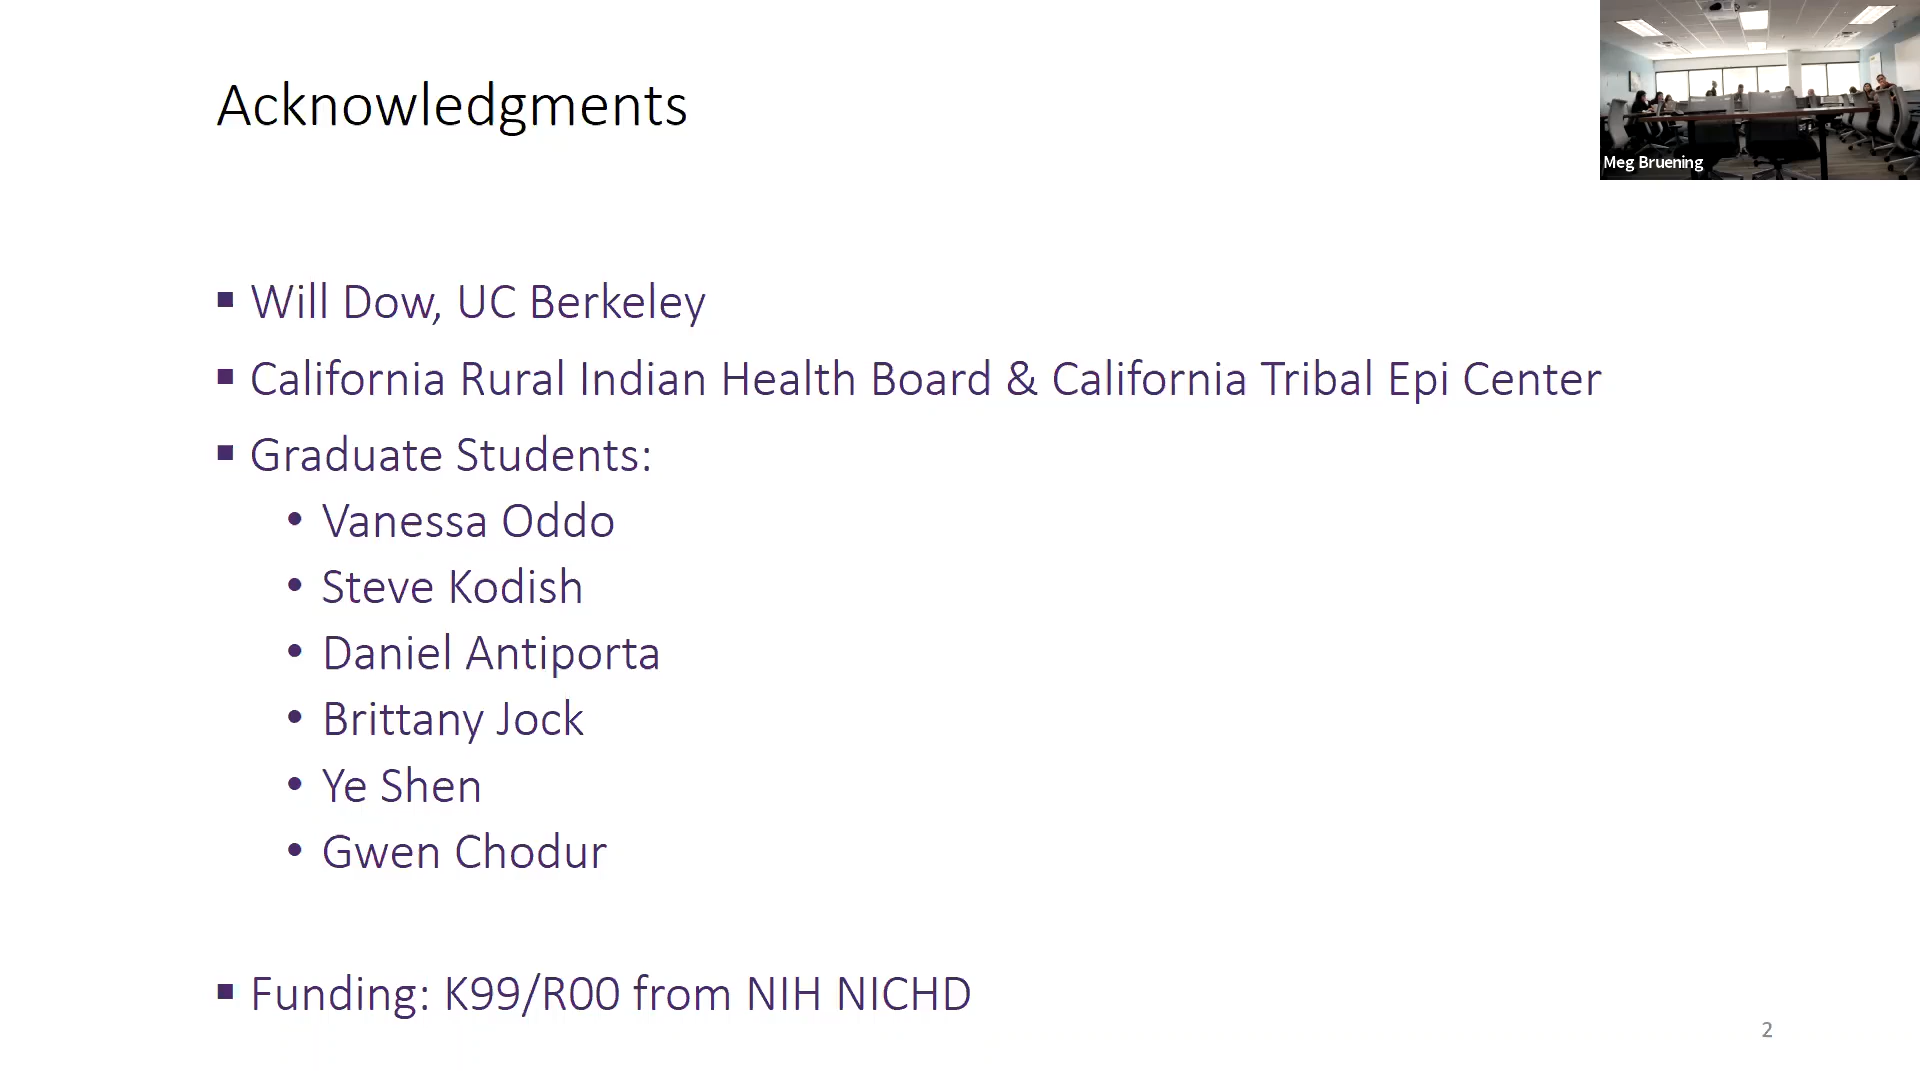 Acknowledgments
Meg Bruening
▪ Will Dow, UC Berkeley
▪ California Rural Indian Health Board & California Tribal Epi Center
▪ Graduate Students:
• Vanessa Oddo
• Steve Kodish
• Daniel Antiporta
• Brittany Jock
• Ye Shen
• Gwen Chodur
▪ Funding: K99/R00 from NIH NICHD
2